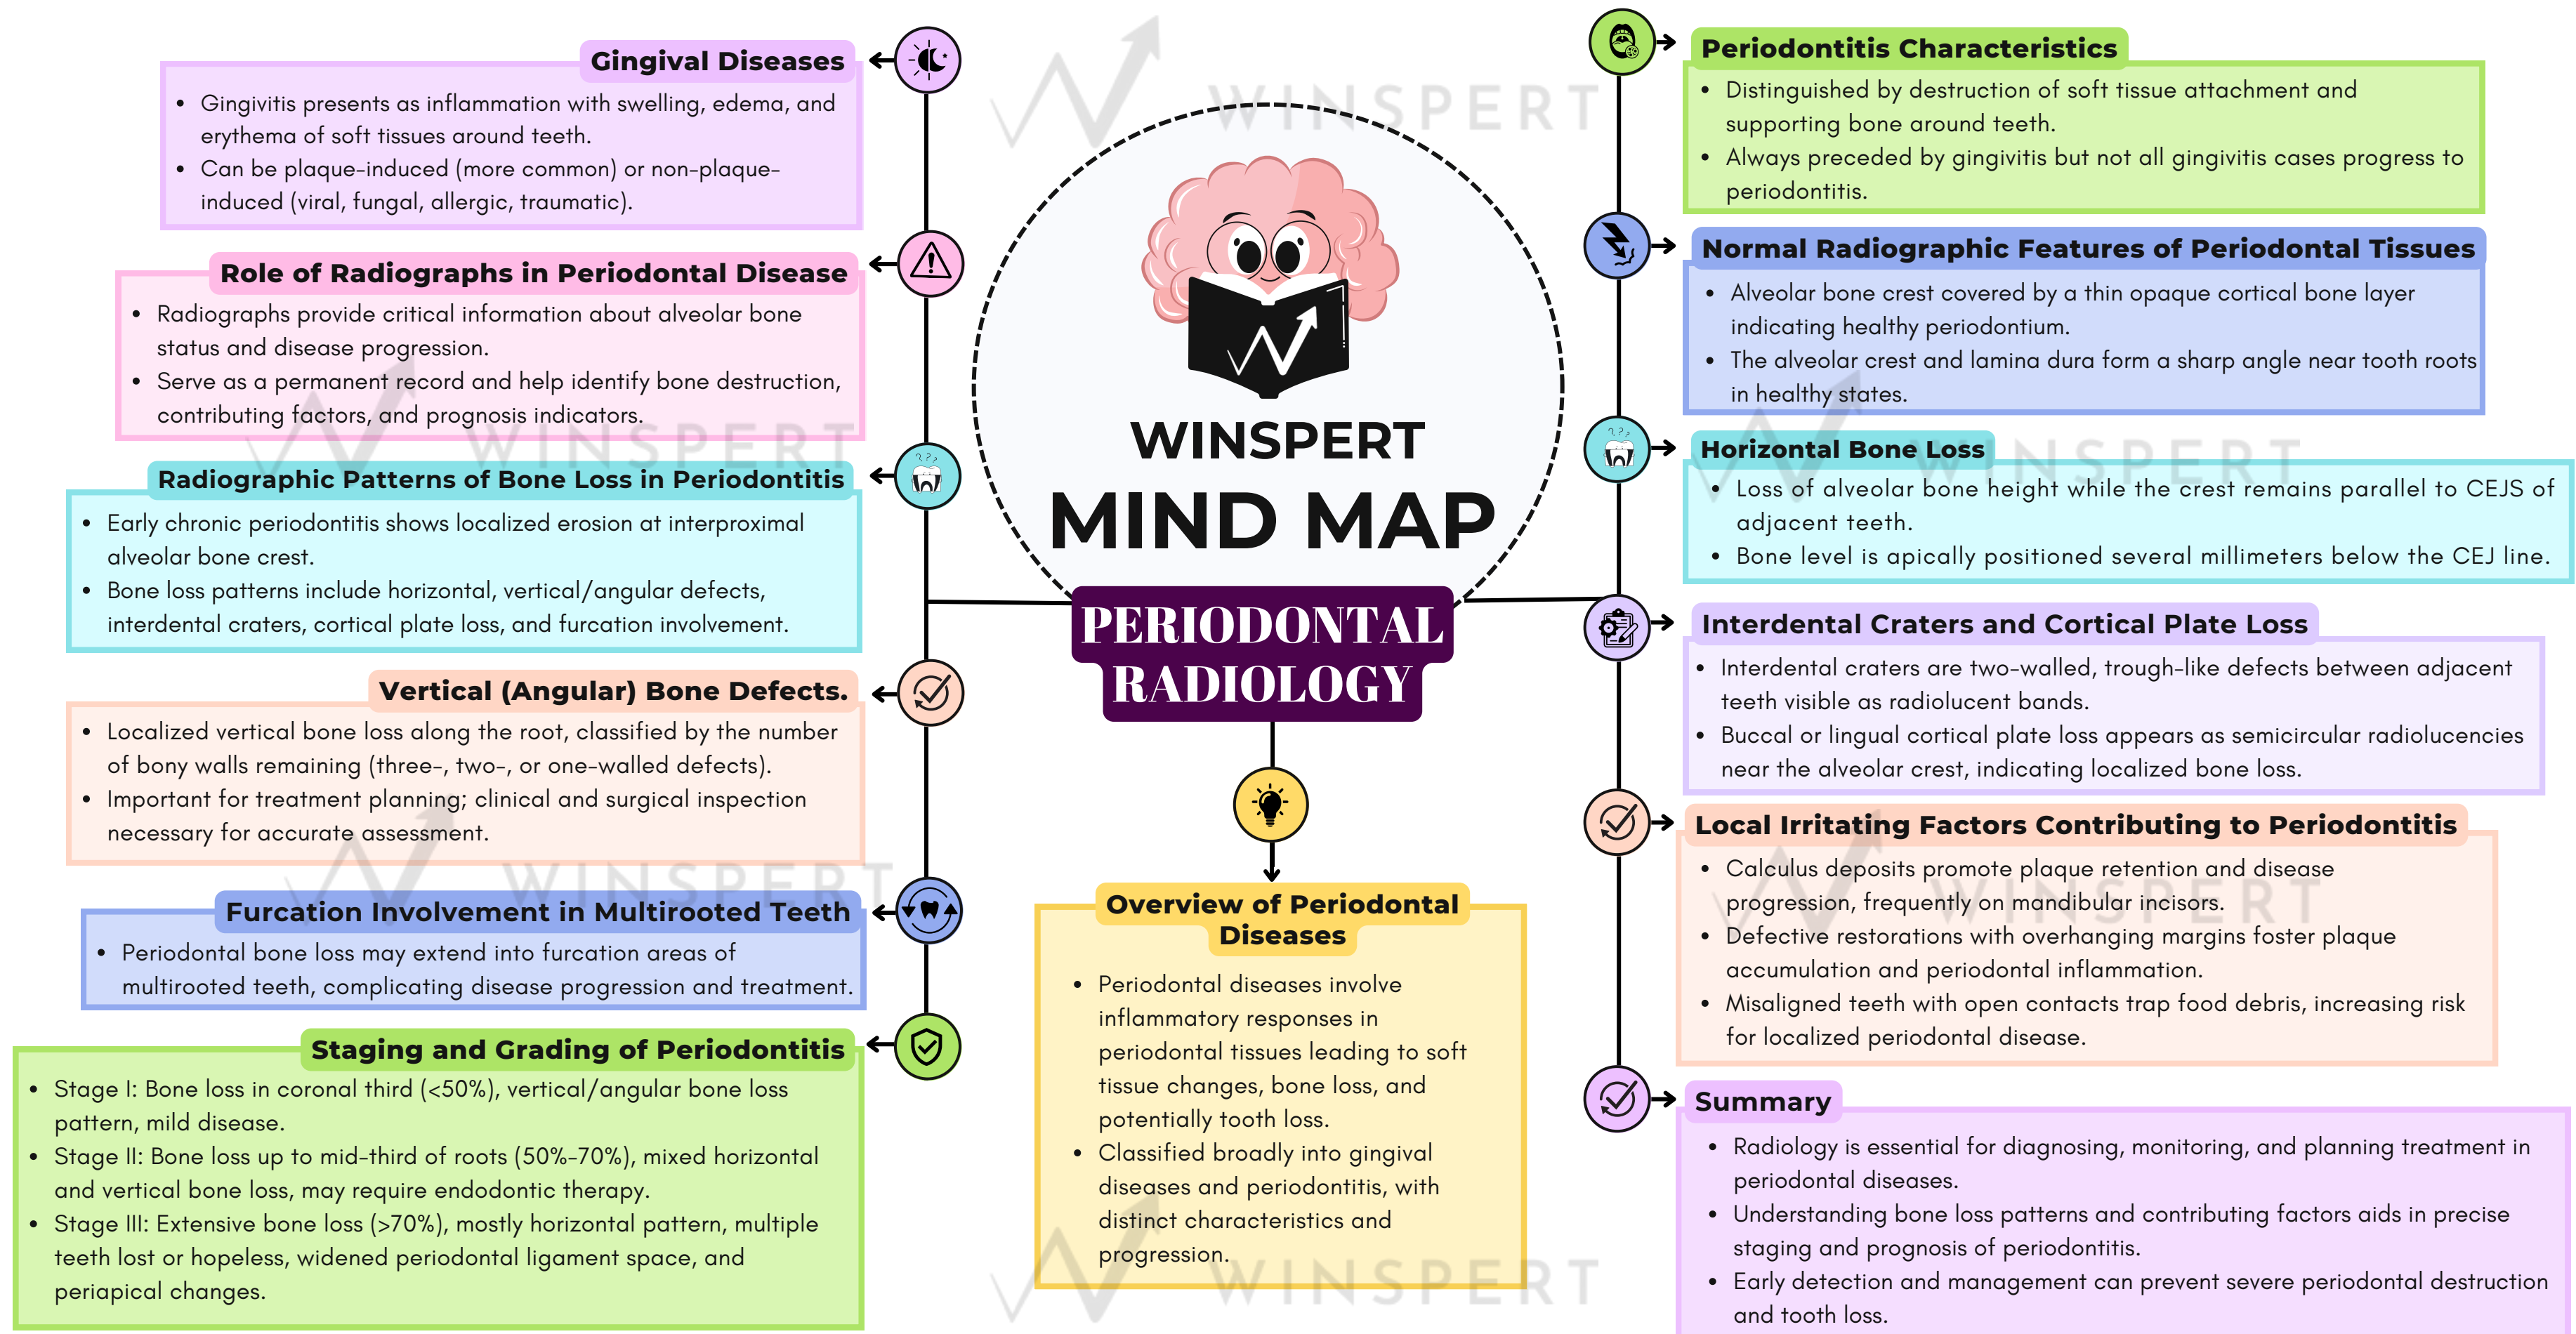 WINSPERT
MIND MAP
PERIODONTAL
RADIOLOGY
Gingival Diseases
• Gingivitis presents as inflammation with swelling, edema, and
erythema of soft tissues around teeth.
• Can be plaque-induced (more common) or non-plaque-
induced (viral, fungal, allergic, traumatic).
Role of Radiographs in Periodontal Disease
• Radiographs provide critical information about alveolar bone
status and disease progression.
• Serve as a permanent record and help identify bone destruction,
contributing factors, and prognosis indicators.
Radiographic Patterns of Bone Loss in Periodontitis
• Early chronic periodontitis shows localized erosion at interproximal
alveolar bone crest.
• Bone loss patterns include horizontal, vertical/angular defects,
interdental craters, cortical plate loss, and furcation involvement.
Vertical (Angular) Bone Defects.
• Localized vertical bone loss along the root, classified by the number
of bony walls remaining (three-, two-, or one-walled defects).
• Important for treatment planning; clinical and surgical inspection
necessary for accurate assessment.
Furcation Involvement in Multirooted Teeth
• Periodontal bone loss may extend into furcation areas of
multirooted teeth, complicating disease progression and treatment.
Staging and Grading of Periodontitis
• Stage I: Bone loss in coronal third (<50%), vertical/angular bone loss
pattern, mild disease.
• Stage II: Bone loss up to mid-third of roots (50%-70%), mixed horizontal
and vertical bone loss, may require endodontic therapy.
• Stage III: Extensive bone loss (>70%), mostly horizontal pattern, multiple
teeth lost or hopeless, widened periodontal ligament space, and
periapical changes.
Overview of Periodontal
Diseases
• Periodontal diseases involve
inflammatory responses in
periodontal tissues leading to soft
tissue changes, bone loss, and
potentially tooth loss.
• Classified broadly into gingival
diseases and periodontitis, with
distinct characteristics and
progression.
Periodontitis Characteristics
• Distinguished by destruction of soft tissue attachment and
supporting bone around teeth.
• Always preceded by gingivitis but not all gingivitis cases progress to
periodontitis.
Normal Radiographic Features of Periodontal Tissues
• Alveolar bone crest covered by a thin opaque cortical bone layer
indicating healthy periodontium.
• The alveolar crest and lamina dura form a sharp angle near tooth roots
in healthy states.
Horizontal Bone Loss
• Loss of alveolar bone height while the crest remains parallel to CEJS of
adjacent teeth.
• Bone level is apically positioned several millimeters below the CEJ line.
Interdental Craters and Cortical Plate Loss
• Interdental craters are two-walled, trough-like defects between adjacent
teeth visible as radiolucent bands.
• Buccal or lingual cortical plate loss appears as semicircular radiolucencies
near the alveolar crest, indicating localized bone loss.
Local Irritating Factors Contributing to Periodontitis
• Calculus deposits promote plaque retention and disease
progression, frequently on mandibular incisors.
• Defective restorations with overhanging margins foster plaque
accumulation and periodontal inflammation.
• Misaligned teeth with open contacts trap food debris, increasing risk
for localized periodontal disease.
Summary
• Radiology is essential for diagnosing, monitoring, and planning treatment in
periodontal diseases.
• Understanding bone loss patterns and contributing factors aids in precise
staging and prognosis of periodontitis.
• Early detection and management can prevent severe periodontal destruction
and tooth loss.
WINSPERT
WINSPERT
WINSPERT
WINSPERT
WINSPERT
WINSPERT